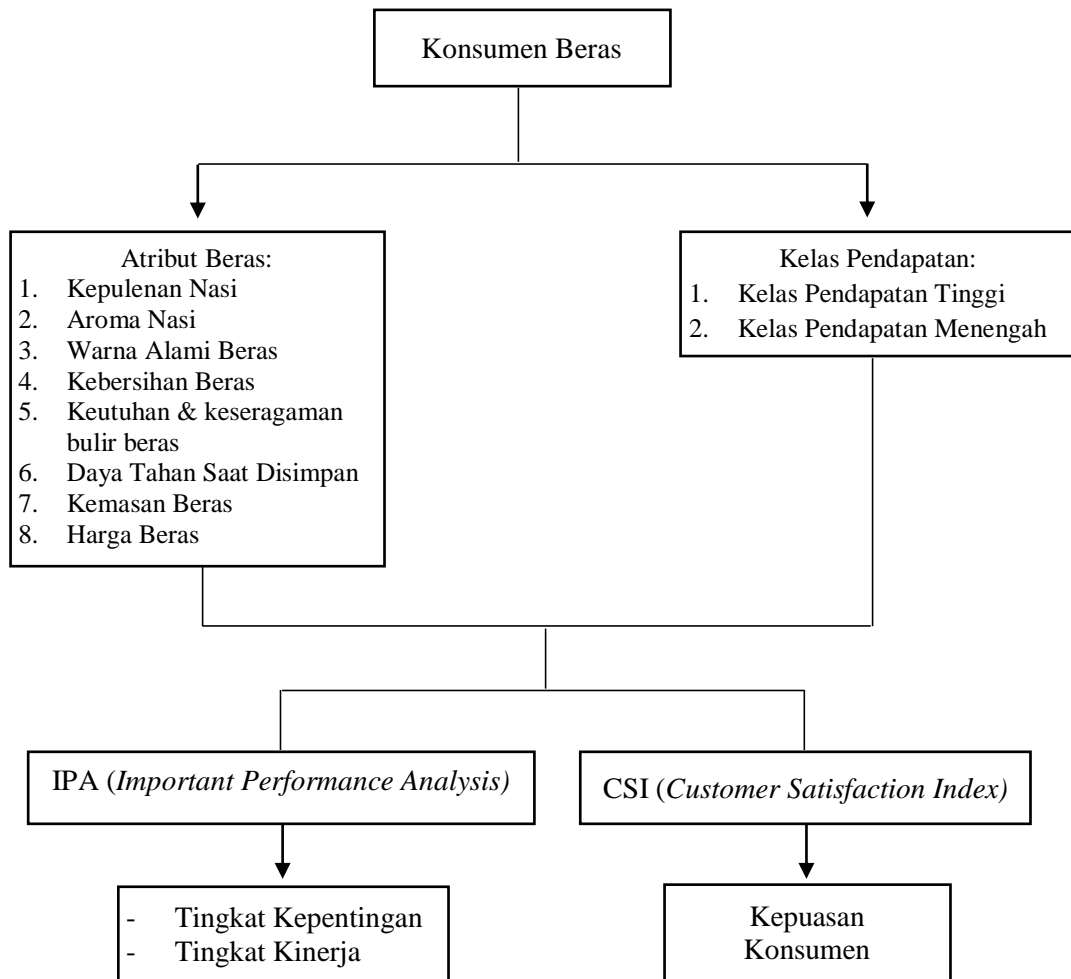 Konsumen Beras
Atribut Beras:
1. Kepulenan Nasi
2. Aroma Nasi
3. Warna Alami Beras
4. Kebersihan Beras
5. Keutuhan & keseragaman
bulir beras
6. Daya Tahan Saat Disimpan
7. Kemasan Beras
8. Harga Beras
Kelas Pendapatan:
1. Kelas Pendapatan Tinggi
2. Kelas Pendapatan Menengah
IPA (Important Performance Analysis)
CSI (Customer Satisfaction Index)
- Tingkat Kepentingan
- Tingkat Kinerja
Kepuasan
Konsumen